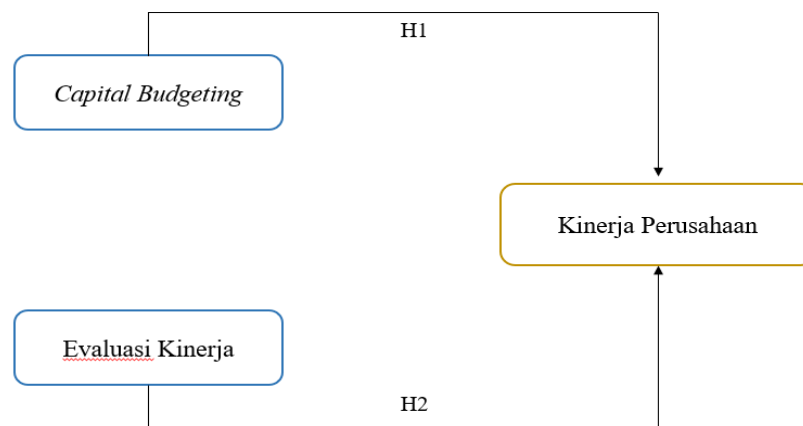 H1
Capital Budgeting
Kinerja Perusahaan
Evaluasi Kinerja
H2